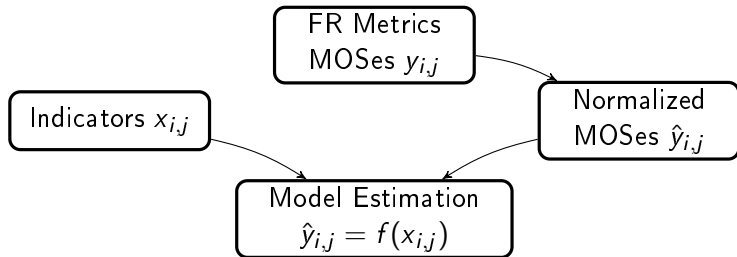 FR Metrics
MOSes y_{i,j}
Indicators x_{i,j}
Normalized
MOSes ŷ_{i,j}
Model Estimation
ŷ_{i,j} = f(x_{i,j})